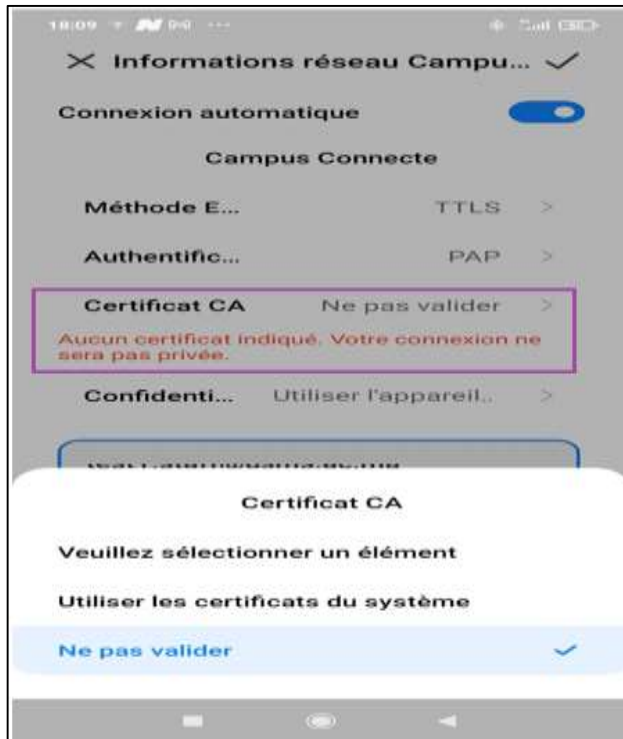 18:09
Informations réseau Campu...
Connexion automatique
Campus Connecte
Méthode E... TTLS >
Authentific... PAP >
Certificat CA Ne pas valider >
Aucun certificat indiqué. Votre connexion ne
sera pas privée.
Confidenti... Utiliser l'appareil.. >
Certificat CA
Veuillez sélectionner un élément
Utiliser les certificats du système
Ne pas valider